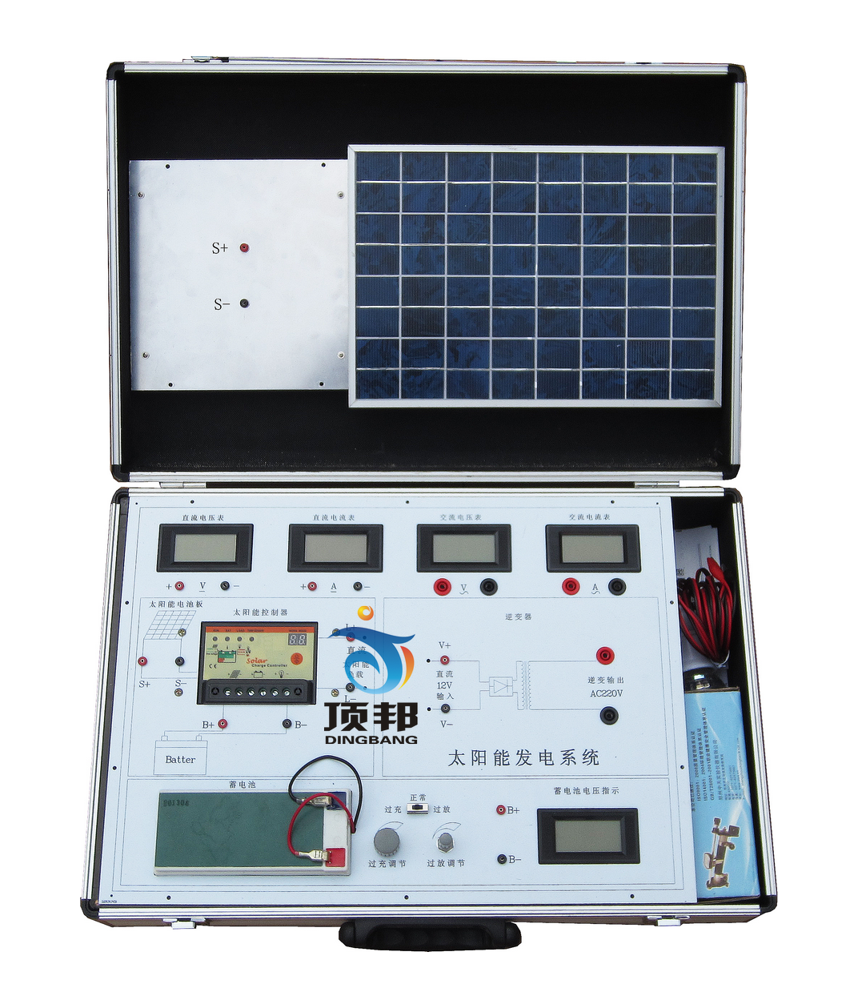 S+
S-
直流电压表
直流电流表
交流电压表
交流电流表
+ V -
+ A -
V
A
太阳能电池板
太阳能控制器
逆变器
Solar
Charge Controller
S+
S-
L+
直流
L-
V+
直流
12V
输入
V-
逆变输出
AC220V
B+
B-
Batter
顶邦
DINGBANG
太阳能发电系统
蓄电池
正常
过充
过放
过充调节
过放调节
蓄电池电压指示
B+
B-